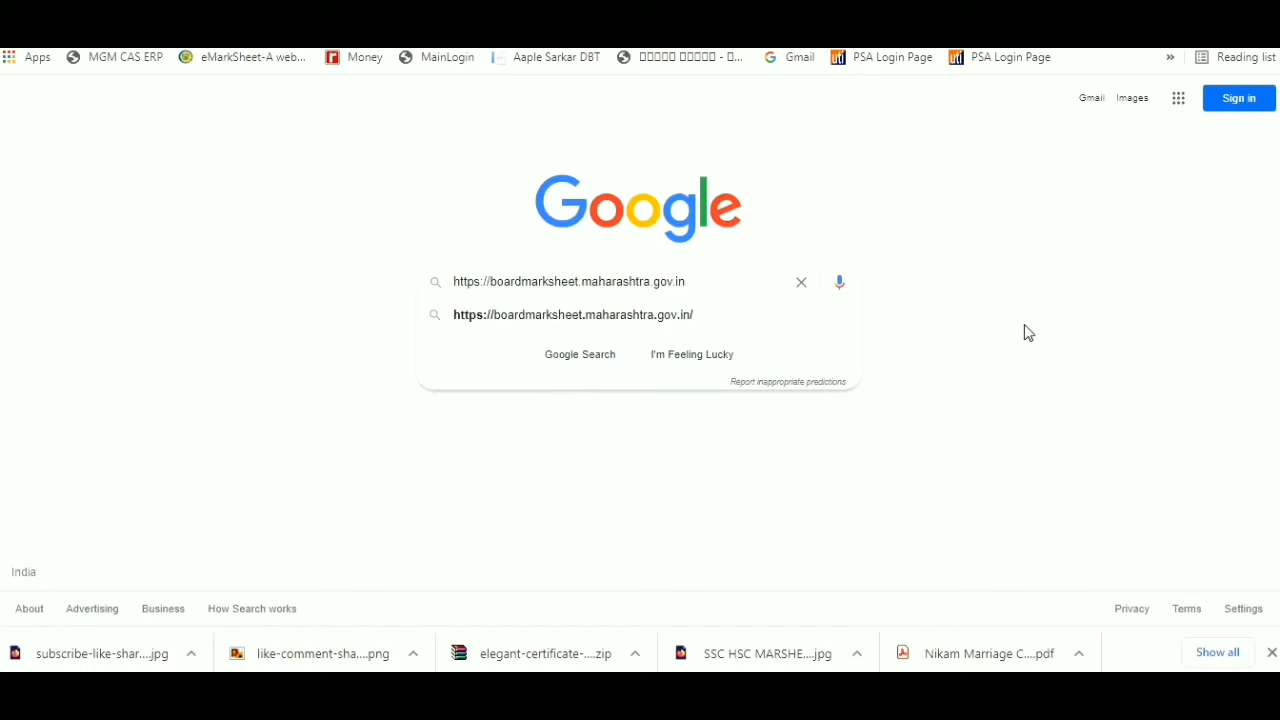 Apps MGM CAS ERP eMarkSheet-A web... Money MainLogin Aaple Sarkar DBT Gmail PSA Login Page PSA Login Page » Reading list
Gmail Images Sign in
Google
https://boardmarksheet.maharashtra.gov.in
https://boardmarksheet.maharashtra.gov.in/
Google Search I'm Feeling Lucky
Report inappropriate predictions
India
About Advertising Business How Search works Privacy Terms Settings
subscribe-like-shar....jpg like-comment-sha....png elegant-certificate-....zip SSC HSC MARSHE....jpg Nikam Marriage C....pdf Show all